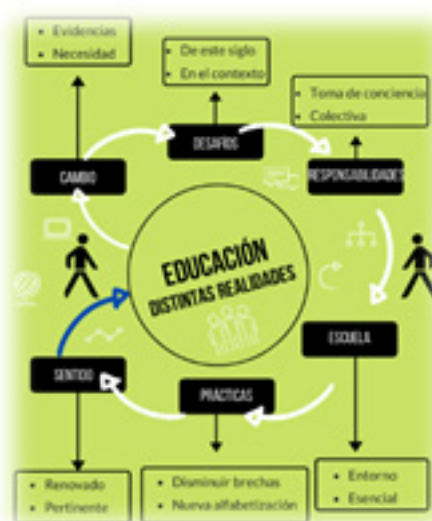 • Evidencias
• Necesidad
• De este siglo
• En el contexto
• Toma de conciencia
• Colectiva
CAMBIO
DESAFÍOS
RESPONSABILIDADES
EDUCACIÓN
DISTINTAS REALIDADES
ESCUELA
SENTIDO
PRÁCTICAS
• Renovado
• Pertinente
• Disminuir brechas
• Nueva alfabetización
• Entorno
• Esencial